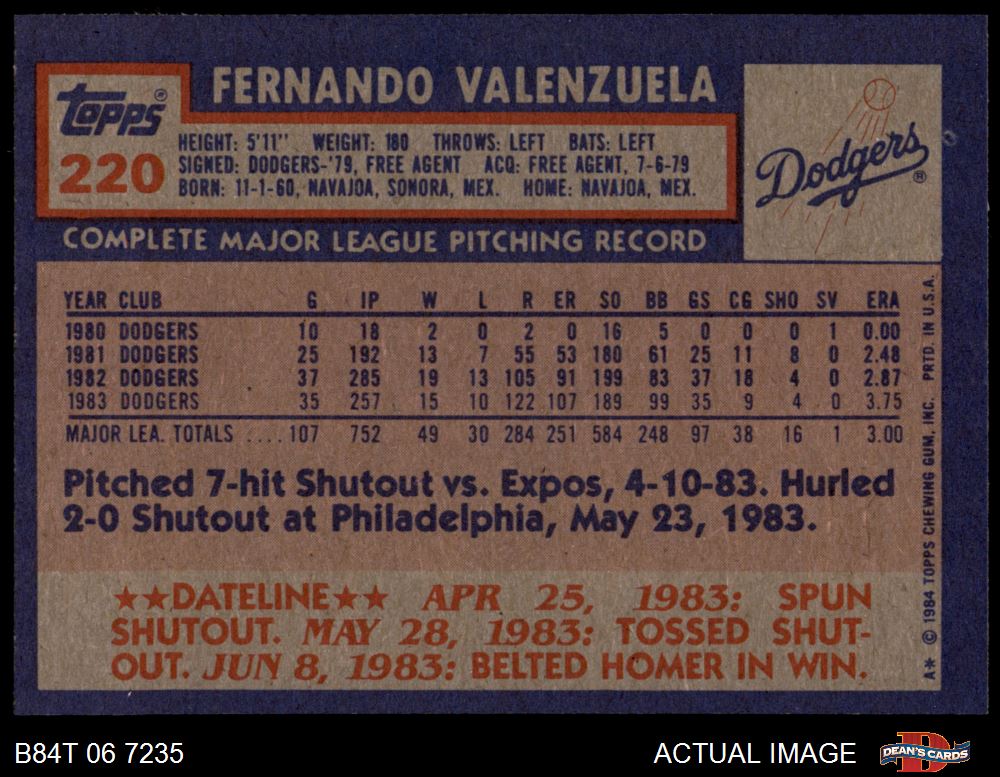 FERNANDO VALENZUELA
Topps®
220
HEIGHT: 5'11" WEIGHT: 180 THROWS: LEFT BATS: LEFT
SIGNED: DODGERS-'79, FREE AGENT ACQ: FREE AGENT, 7-6-79
BORN: 11-1-60, NAVAJOA, SONORA, MEX. HOME: NAVAJOA, MEX.
Dodgers®
COMPLETE MAJOR LEAGUE PITCHING RECORD
YEAR CLUB G IP W L R ER SO BB GS CG SHO SV ERA
1980 DODGERS 10 18 2 0 2 0 16 5 0 0 0 1 0.00
1981 DODGERS 25 192 13 7 55 53 180 61 25 11 8 0 2.48
1982 DODGERS 37 285 19 13 105 91 199 83 37 18 4 0 2.87
1983 DODGERS 35 257 15 10 122 107 189 99 35 9 4 0 3.75
MAJOR LEA. TOTALS ....107 752 49 30 284 251 584 248 97 38 16 1 3.00
Pitched 7-hit Shutout vs. Expos, 4-10-83. Hurled
2-0 Shutout at Philadelphia, May 23, 1983.
★★DATELINE★★ APR 25, 1983: SPUN
SHUTOUT. MAY 28, 1983: TOSSED SHUT-
OUT. JUN 8, 1983: BELTED HOMER IN WIN.
A* © 1984 TOPPS CHEWING GUM, INC. PRTD. IN U.S.A.
B84T 06 7235
ACTUAL IMAGE
D
DEAN'S CARDS